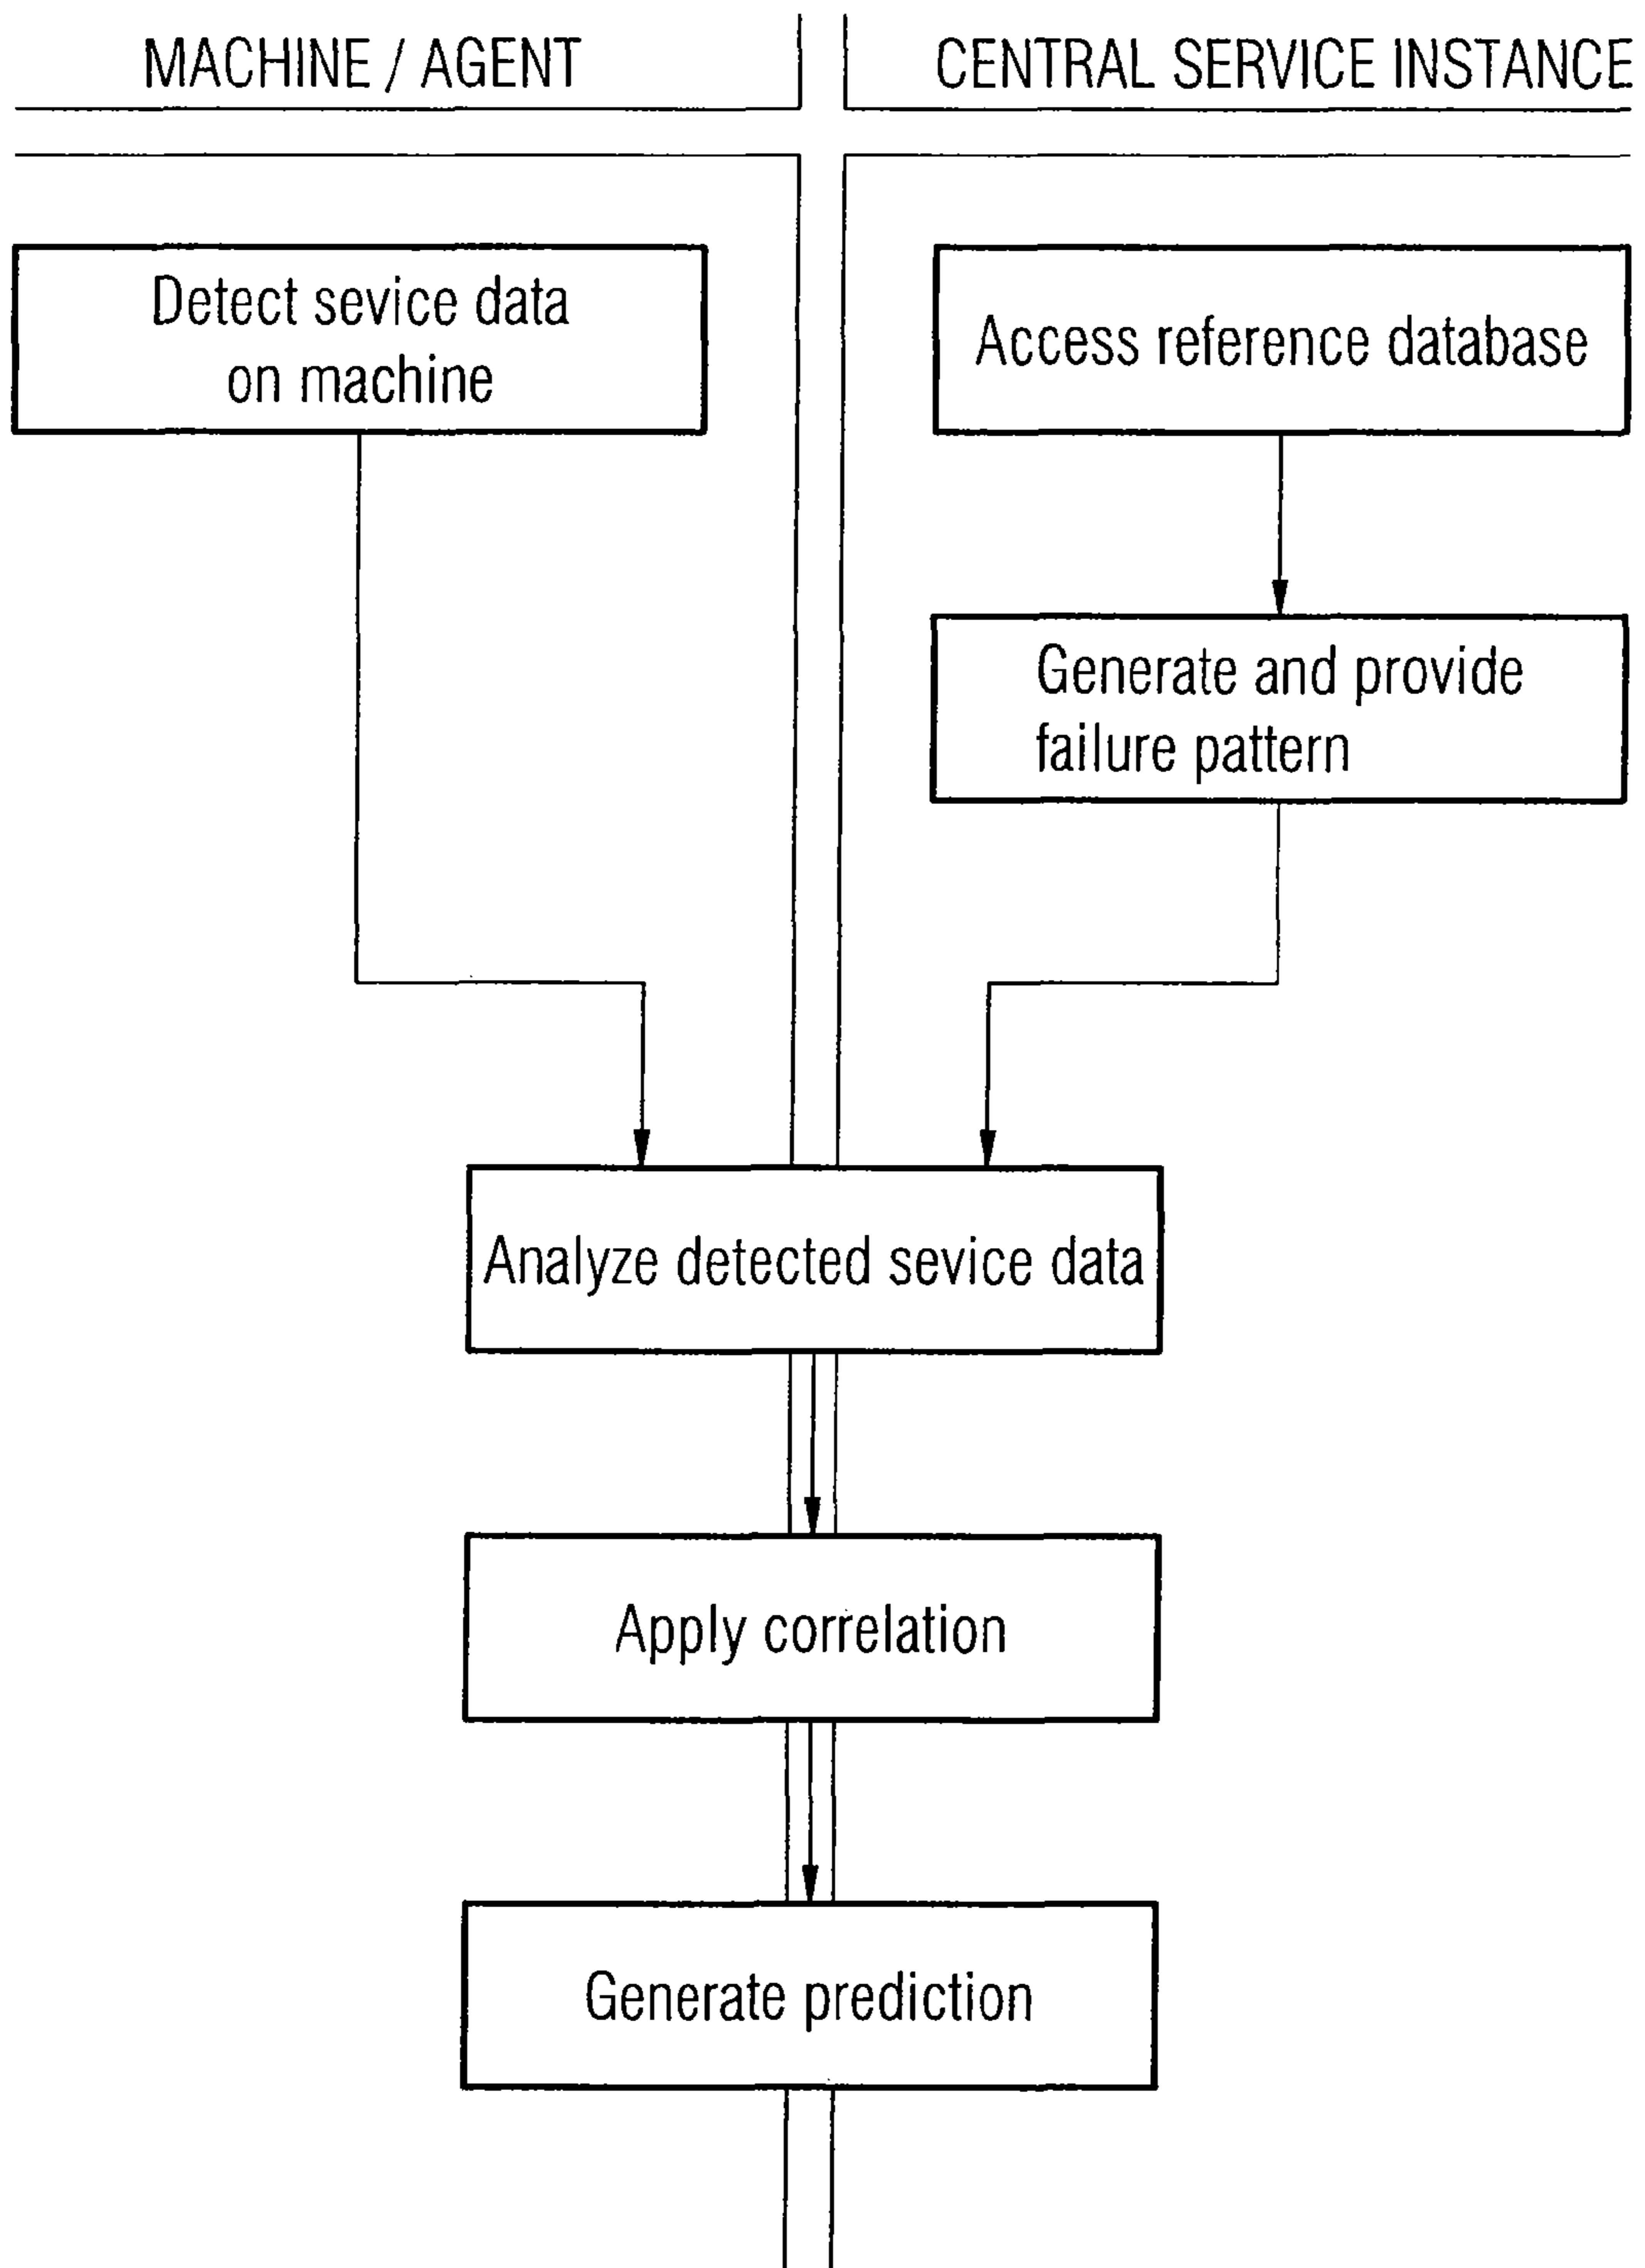 MACHINE / AGENT
CENTRAL SERVICE INSTANCE
Detect sevice data
on machine
Access reference database
Generate and provide
failure pattern
Analyze detected sevice data
Apply correlation
Generate prediction